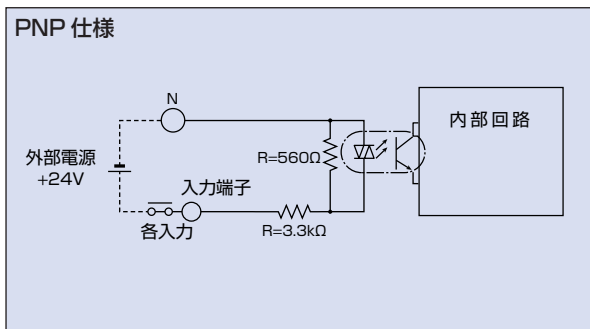 PNP 仕様
N
内部回路
外部電源
+24V
R=560Ω
入力端子
各入力
R=3.3kΩ